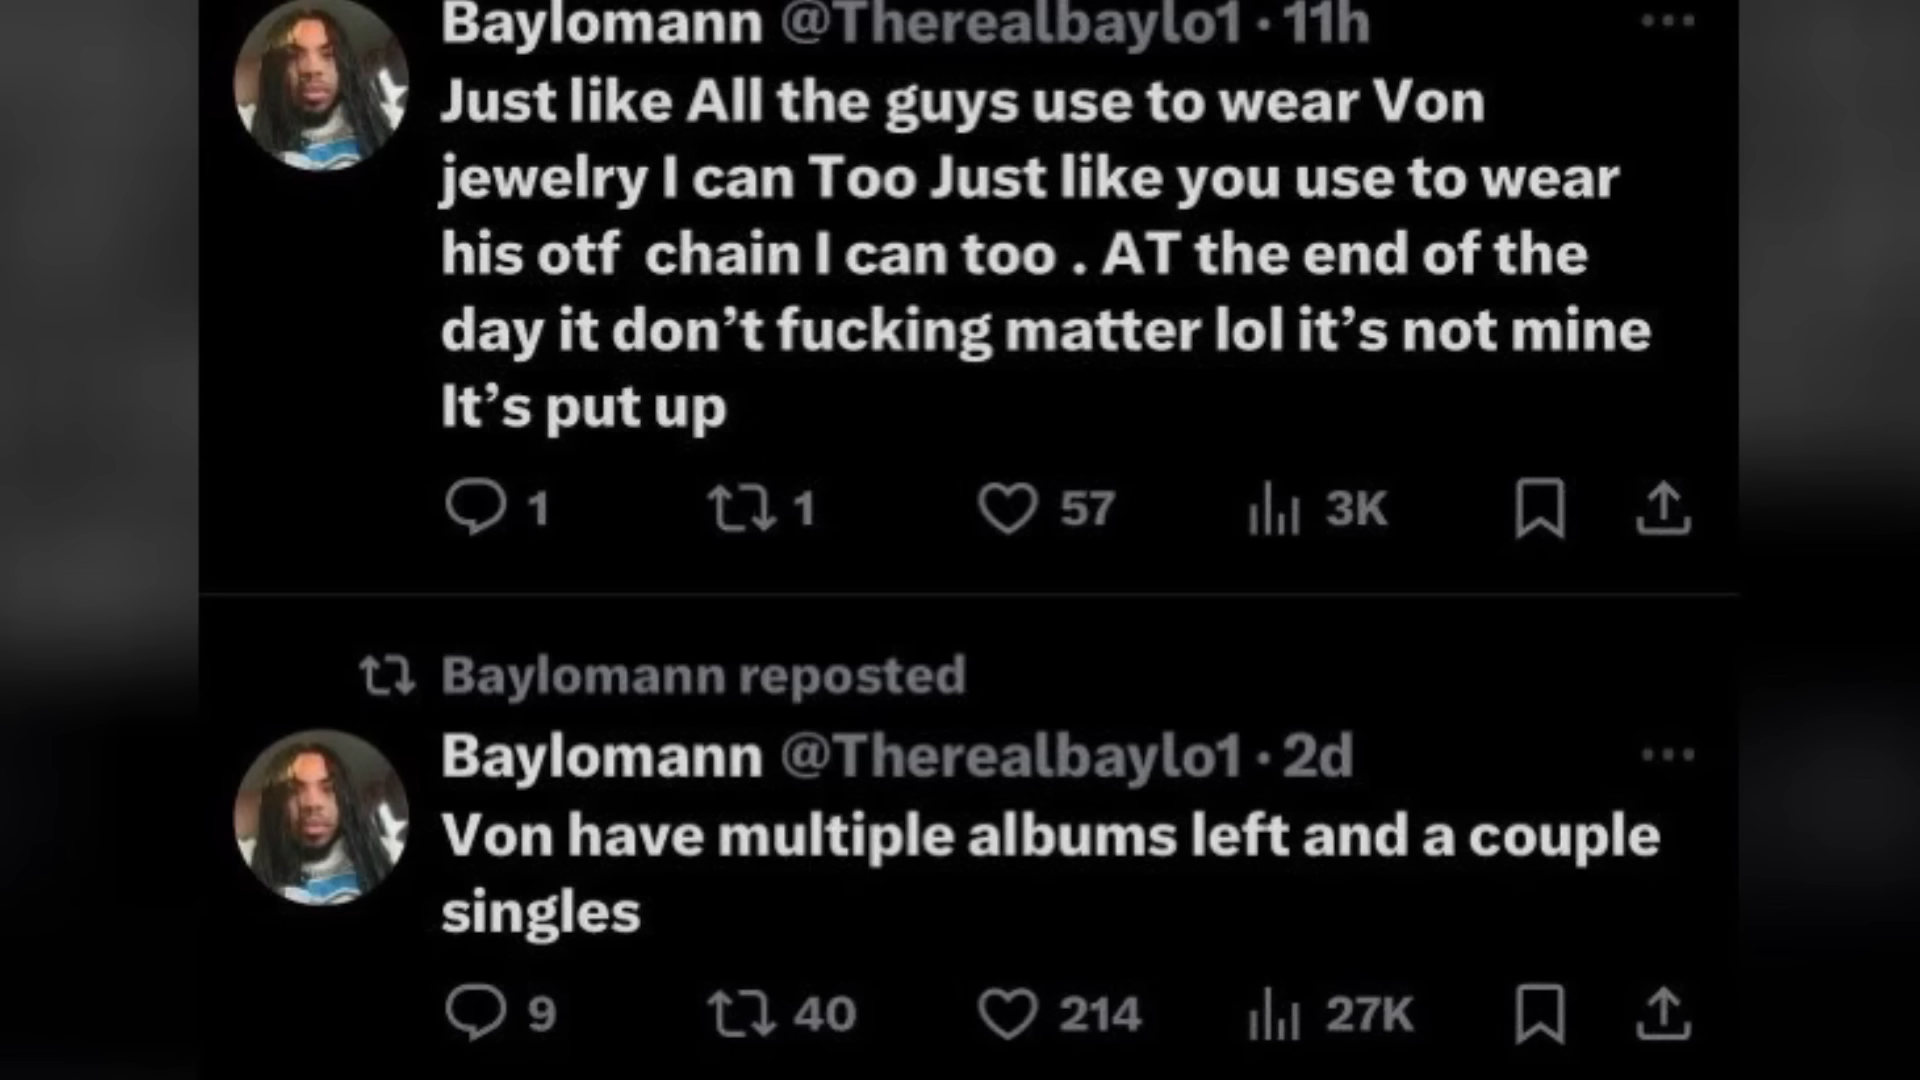 Baylomann @Therealbaylo1 · 11h
Just like All the guys use to wear Von
jewelry I can Too Just like you use to wear
his otf  chain I can too . AT the end of the
day it don’t fucking matter lol it’s not mine
It’s put up
1 1 57 3K
Baylomann reposted
Baylomann @Therealbaylo1 · 2d
Von have multiple albums left and a couple
singles
9 40 214 27K